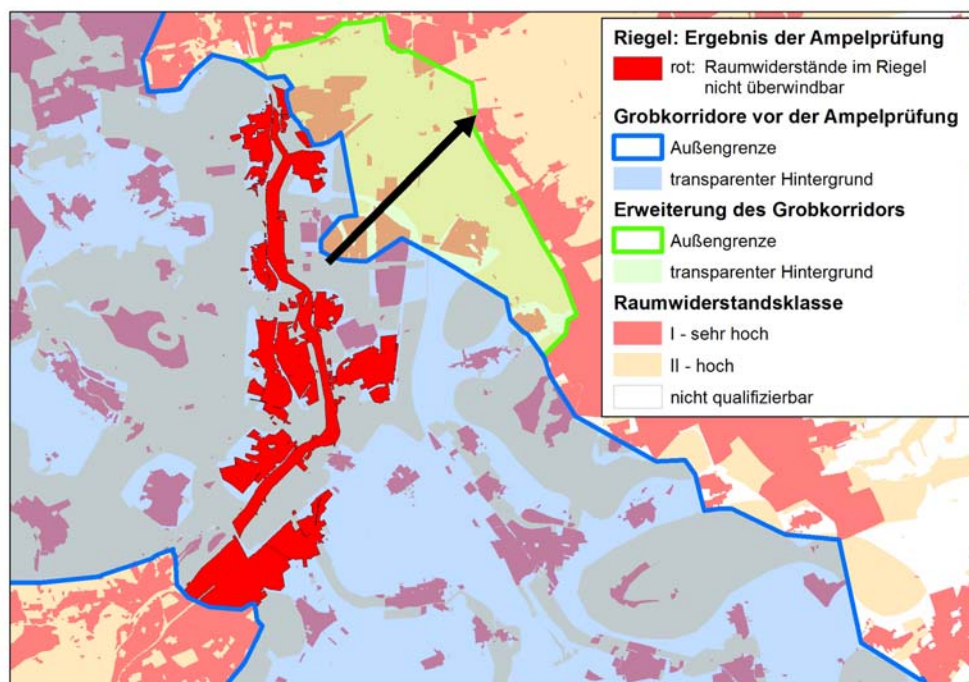 Riegel: Ergebnis der Ampelprüfung
rot: Raumwiderstände im Riegel
nicht überwindbar
Grobkorridore vor der Ampelprüfung
Außengrenze
transparenter Hintergrund
Erweiterung des Grobkorridors
Außengrenze
transparenter Hintergrund
Raumwiderstandsklasse
I - sehr hoch
II - hoch
nicht qualifizierbar